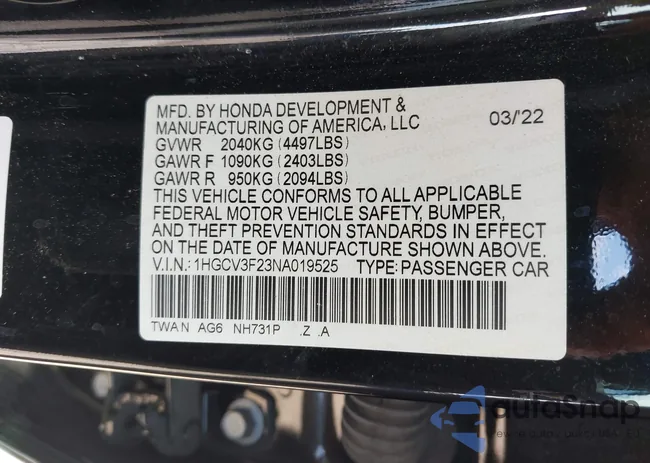 MFD. BY HONDA DEVELOPMENT &
MANUFACTURING OF AMERICA, LLC 03/'22
GVWR 2040KG (4497LBS)
GAWR F 1090KG (2403LBS)
GAWR R 950KG (2094LBS)
THIS VEHICLE CONFORMS TO ALL APPLICABLE
FEDERAL MOTOR VEHICLE SAFETY, BUMPER,
AND THEFT PREVENTION STANDARDS IN EFFECT
ON THE DATE OF MANUFACTURE SHOWN ABOVE.
V.I.N.: 1HGCV3F23NA019525 TYPE: PASSENGER CAR
TWA N AG6 NH731P .Z .A
autoSnap